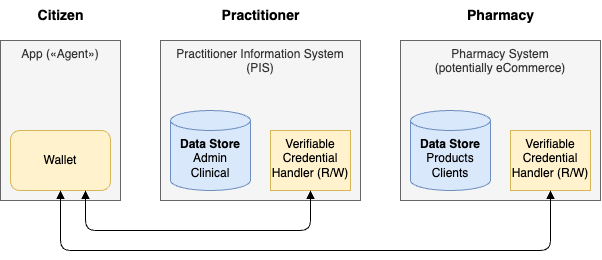 Citizen
Practitioner
Pharmacy
App («Agent»)
Practitioner Information System
(PIS)
Pharmacy System
(potentially eCommerce)
Wallet
Data Store
Admin
Clinical
Verifiable
Credential
Handler (R/W)
Data Store
Products
Clients
Verifiable
Credential
Handler (R/W)